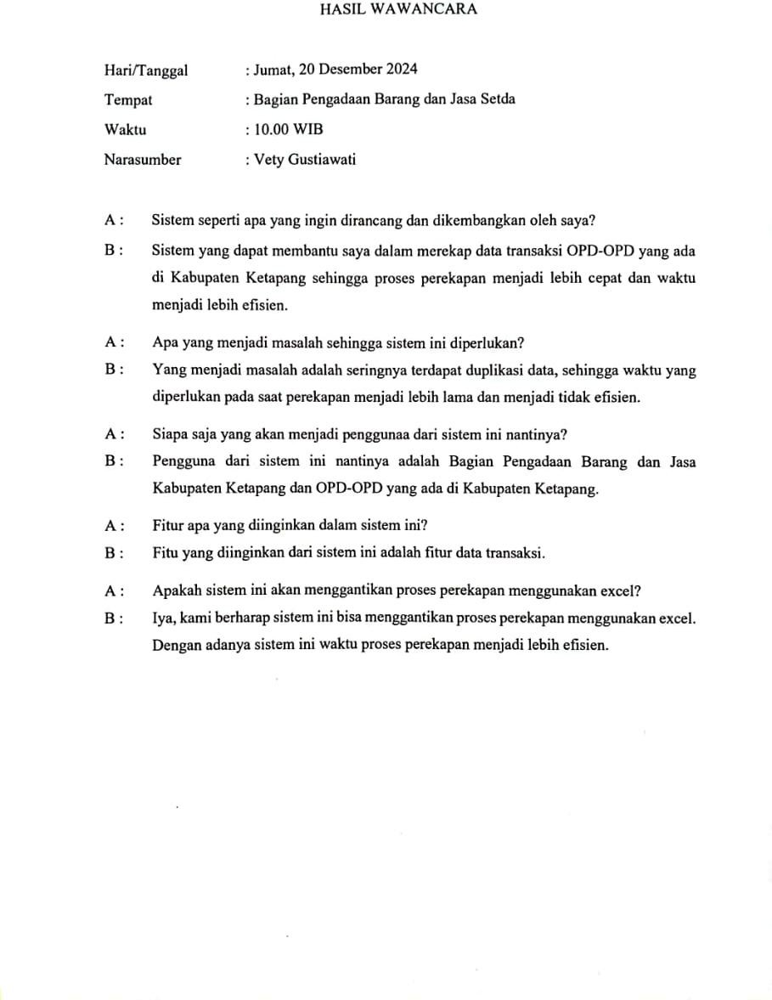 HASIL WAWANCARA
Hari/Tanggal : Jumat, 20 Desember 2024
Tempat : Bagian Pengadaan Barang dan Jasa Setda
Waktu : 10.00 WIB
Narasumber : Vety Gustiawati
A : Sistem seperti apa yang ingin dirancang dan dikembangkan oleh saya?
B : Sistem yang dapat membantu saya dalam merekap data transaksi OPD-OPD yang ada
di Kabupaten Ketapang sehingga proses perekapan menjadi lebih cepat dan waktu
menjadi lebih efisien.
A : Apa yang menjadi masalah sehingga sistem ini diperlukan?
B : Yang menjadi masalah adalah seringnya terdapat duplikasi data, sehingga waktu yang
diperlukan pada saat perekapan menjadi lebih lama dan menjadi tidak efisien.
A : Siapa saja yang akan menjadi penggunaa dari sistem ini nantinya?
B : Pengguna dari sistem ini nantinya adalah Bagian Pengadaan Barang dan Jasa
Kabupaten Ketapang dan OPD-OPD yang ada di Kabupaten Ketapang.
A : Fitur apa yang diinginkan dalam sistem ini?
B : Fitu yang diinginkan dari sistem ini adalah fitur data transaksi.
A : Apakah sistem ini akan menggantikan proses perekapan menggunakan excel?
B : Iya, kami berharap sistem ini bisa menggantikan proses perekapan menggunakan excel.
Dengan adanya sistem ini waktu proses perekapan menjadi lebih efisien.